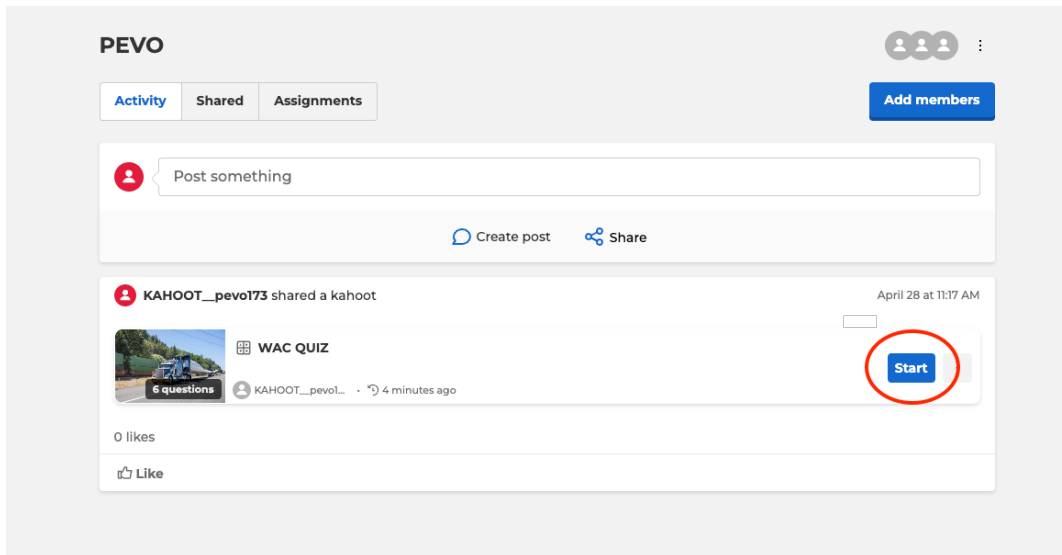 PEVO
Activity
Shared
Assignments
Add members
Post something
Create post
Share
KAHOOT__pevo173 shared a kahoot
April 28 at 11:17 AM
WAC QUIZ
Start
6 questions
KAHOOT__pevo1... · 4 minutes ago
0 likes
Like